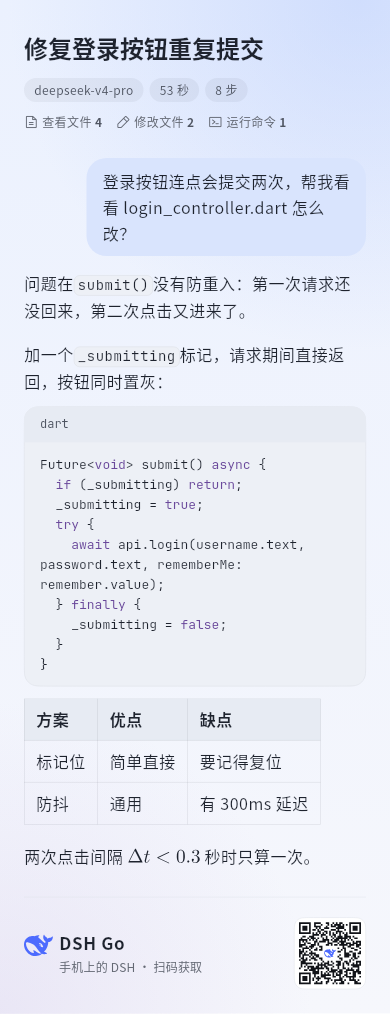 修复登录按钮重复提交
deepseek-v4-pro 53 秒 8 步
查看文件 4 修改文件 2 运行命令 1
登录按钮连点会提交两次，帮我看
看 login_controller.dart 怎么
改？
问题在 submit() 没有防重入：第一次请求还
没回来，第二次点击又进来了。
加一个 _submitting 标记，请求期间直接返
回，按钮同时置灰：
dart
Future<void> submit() async {
  if (_submitting) return;
  _submitting = true;
  try {
    await api.login(username.text,
password.text, rememberMe:
remember.value);
  } finally {
    _submitting = false;
  }
}
方案 优点 缺点
标记位 简单直接 要记得复位
防抖 通用 有 300ms 延迟
两次点击间隔 Δt < 0.3 秒时只算一次。
DSH Go
手机上的 DSH · 扫码获取